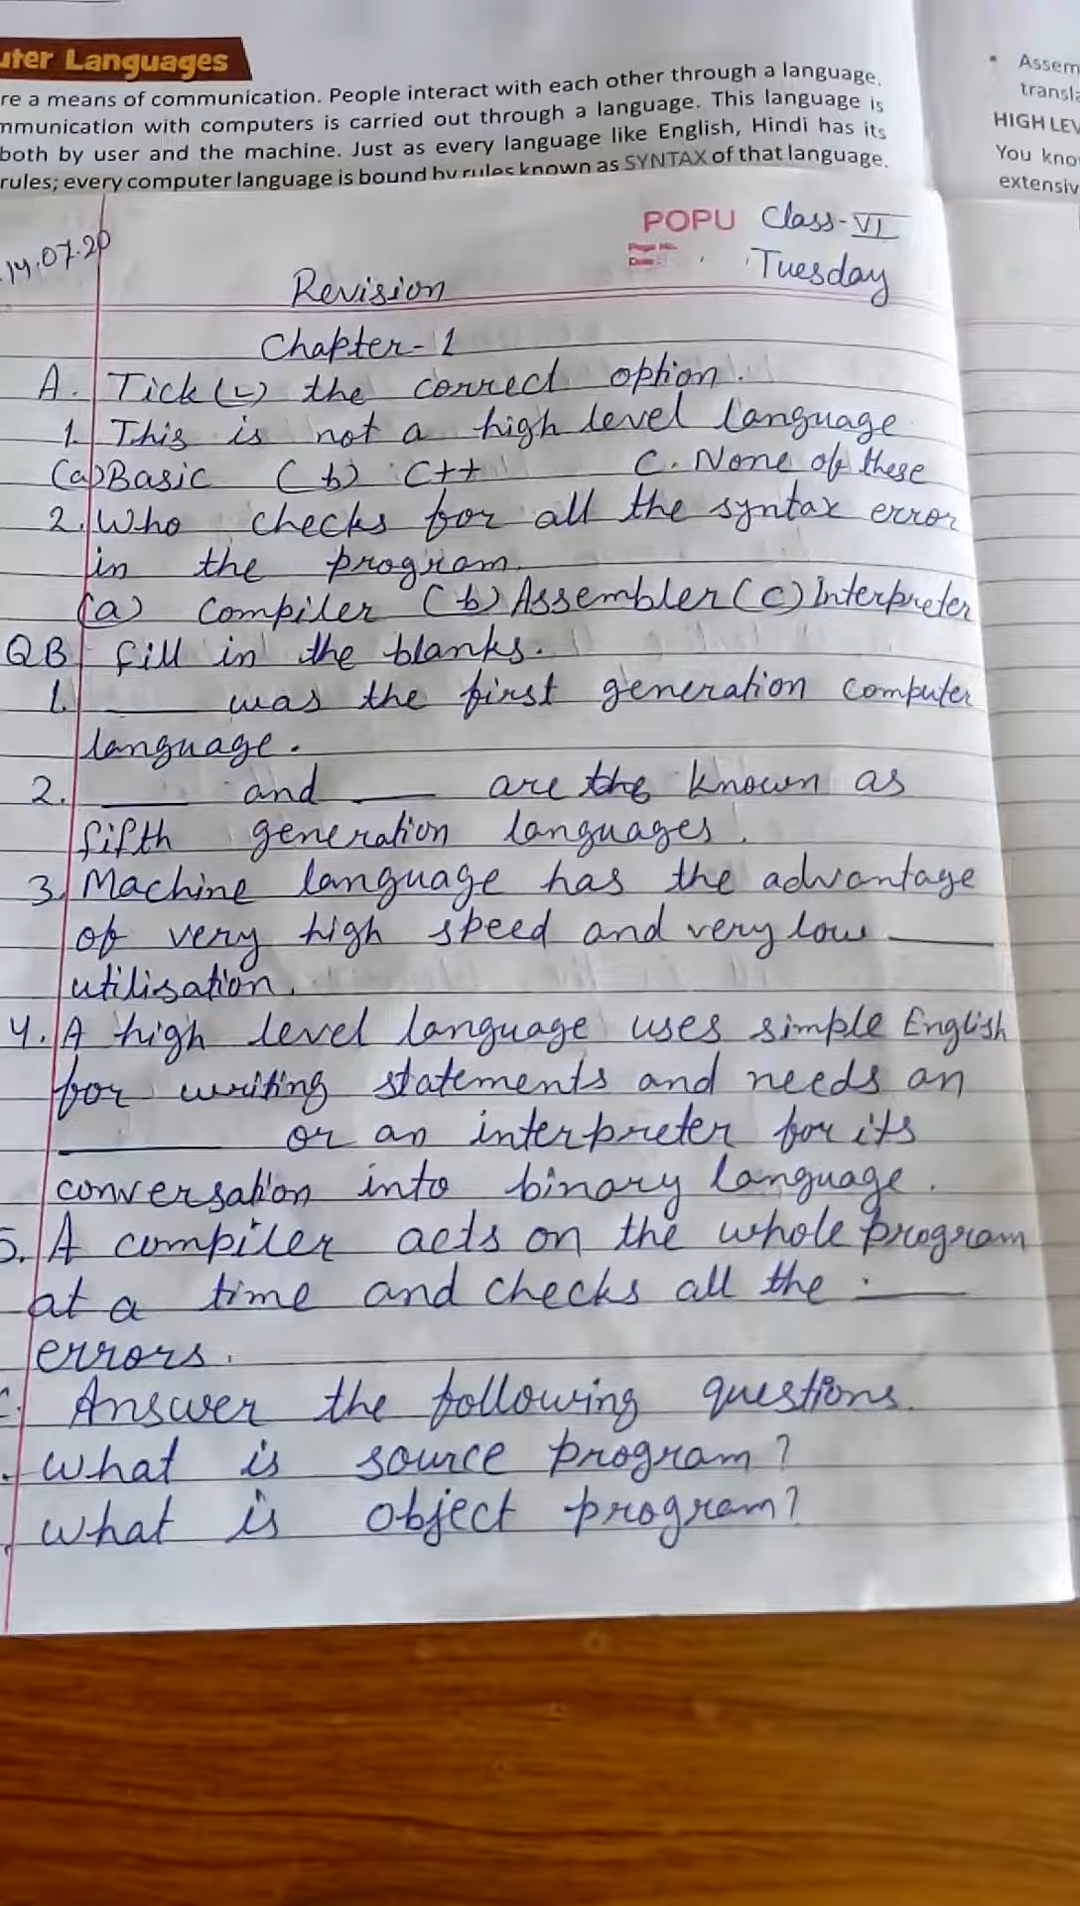 uter Languages
re a means of communication. People interact with each other through a language.
mmunication with computers is carried out through a language. This language is
both by user and the machine. Just as every language like English, Hindi has its
rules; every computer language is bound by rules known as SYNTAX of that language.
Assem
transla
HIGH LEV
You kno
extensiv
14.07.20
POPU Class-VI
Page No.
Date:
Tuesday
Revision
Chapter-1
A. Tick (✓) the correct option.
1. This is not a high level language
(a) Basic (b) C++ C. None of these
2. Who checks for all the syntax error
in the program.
(a) Compiler (b) Assembler (c) Interpreter
QB fill in the blanks.
1. ____ was the first generation computer
language.
2. ____ and ____ are the known as
fifth generation languages.
3. Machine language has the advantage
of very high speed and very low ____
utilisation.
4. A high level language uses simple English
for writing statements and needs an
____ or an interpreter for its
conversation into binary language.
5. A compiler acts on the whole program
at a time and checks all the ____
errors.
C. Answer the following questions.
What is source program?
What is object program?